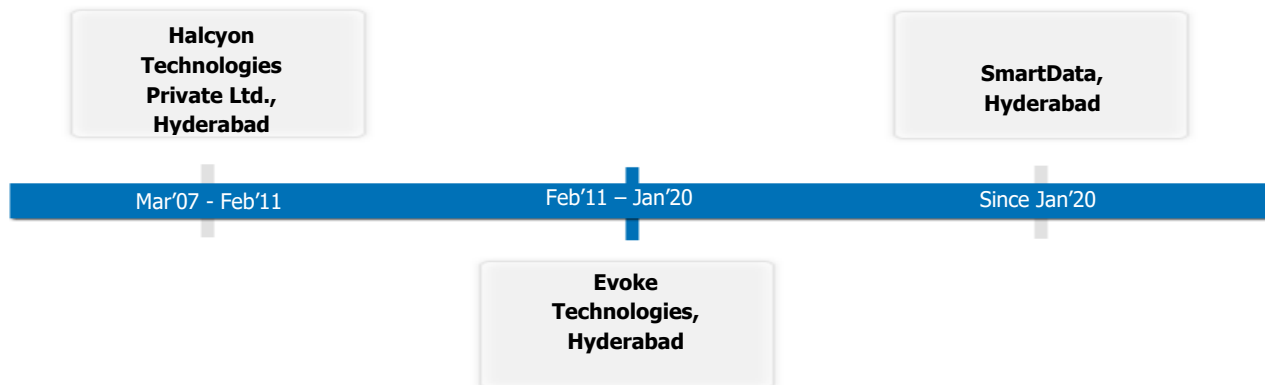 Halcyon
Technologies
Private Ltd.,
Hyderabad
SmartData,
Hyderabad
Mar’07 - Feb’11
Feb’11 – Jan’20
Since Jan’20
Evoke
Technologies,
Hyderabad